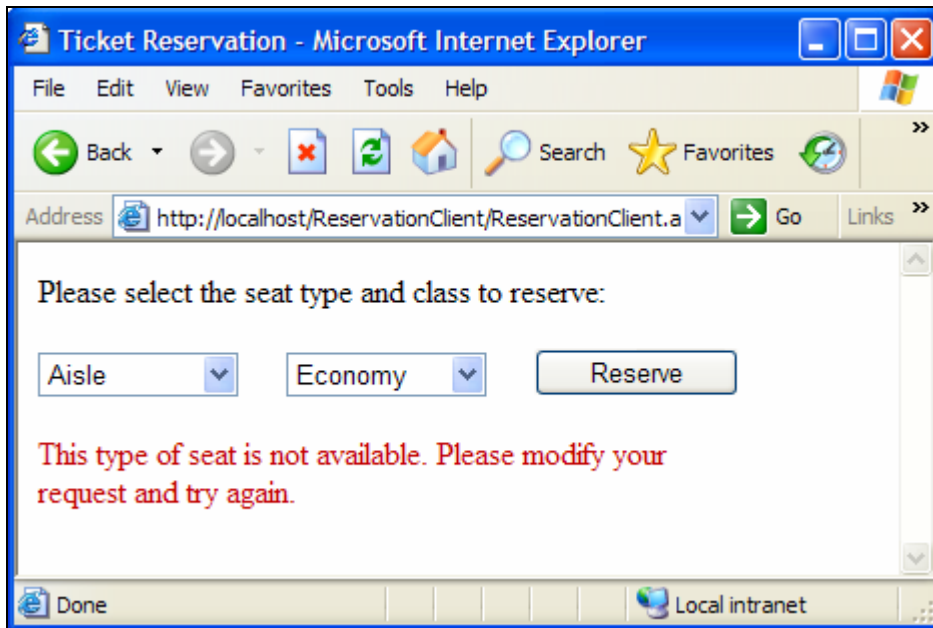 Ticket Reservation - Microsoft Internet Explorer
File Edit View Favorites Tools Help
Back Search Favorites »
Address http://localhost/ReservationClient/ReservationClient.a Go Links »
Please select the seat type and class to reserve:
Aisle Economy Reserve
This type of seat is not available. Please modify your
request and try again.
Done Local intranet